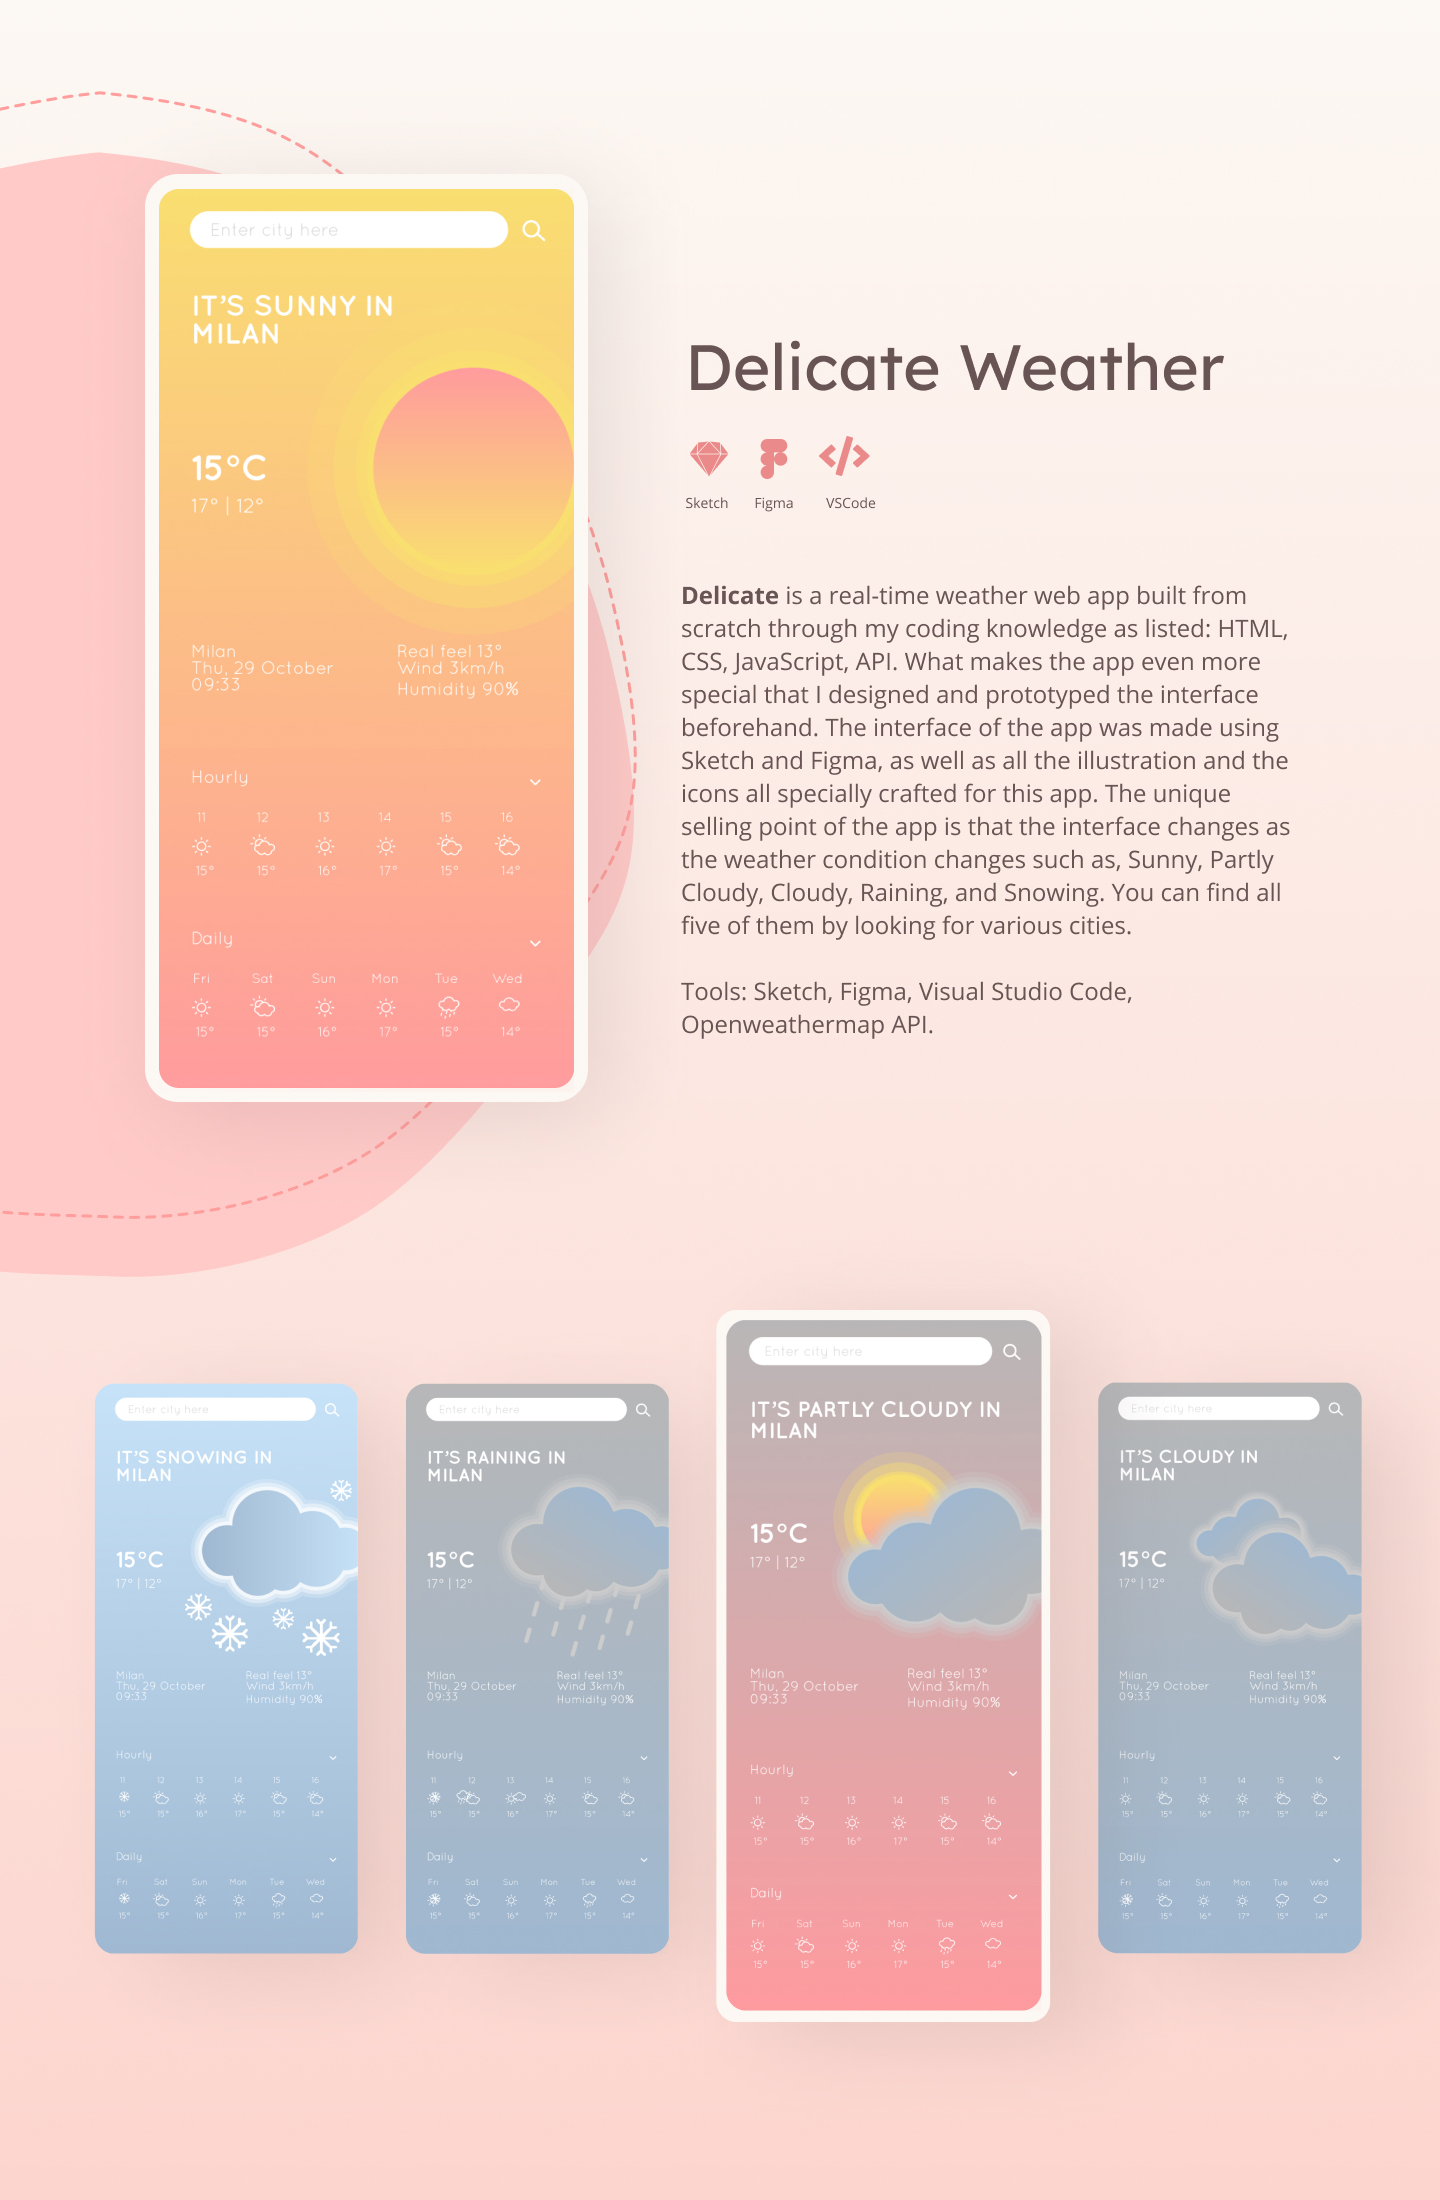 Enter city here
IT'S SUNNY IN
MILAN
15°C
17° | 12°
Milan
Thu, 29 October
09:33
Real feel 13°
Wind 3km/h
Humidity 90%
Hourly
11 12 13 14 15 16
15° 15° 16° 17° 15° 14°
Daily
Fri Sat Sun Mon Tue Wed
15° 15° 16° 17° 15° 14°
Delicate Weather
Sketch Figma VSCode
Delicate is a real-time weather web app built from
scratch through my coding knowledge as listed: HTML,
CSS, JavaScript, API. What makes the app even more
special that I designed and prototyped the interface
beforehand. The interface of the app was made using
Sketch and Figma, as well as all the illustration and the
icons all specially crafted for this app. The unique
selling point of the app is that the interface changes as
the weather condition changes such as, Sunny, Partly
Cloudy, Cloudy, Raining, and Snowing. You can find all
five of them by looking for various cities.
Tools: Sketch, Figma, Visual Studio Code,
Openweathermap API.
Enter city here
IT'S SNOWING IN
MILAN
15°C
17° | 12°
Milan
Thu, 29 October
09:33
Real feel 13°
Wind 3km/h
Humidity 90%
Hourly
11 12 13 14 15 16
15° 15° 16° 17° 15° 14°
Daily
Fri Sat Sun Mon Tue Wed
15° 15° 16° 17° 15° 14°
Enter city here
IT'S RAINING IN
MILAN
15°C
17° | 12°
Milan
Thu, 29 October
09:33
Real feel 13°
Wind 3km/h
Humidity 90%
Hourly
11 12 13 14 15 16
15° 15° 16° 17° 15° 14°
Daily
Fri Sat Sun Mon Tue Wed
15° 15° 16° 17° 15° 14°
Enter city here
IT'S PARTLY CLOUDY IN
MILAN
15°C
17° | 12°
Milan
Thu, 29 October
09:33
Real feel 13°
Wind 3km/h
Humidity 90%
Hourly
11 12 13 14 15 16
15° 15° 16° 17° 15° 14°
Daily
Fri Sat Sun Mon Tue Wed
15° 15° 16° 17° 15° 14°
Enter city here
IT'S CLOUDY IN
MILAN
15°C
17° | 12°
Milan
Thu, 29 October
09:33
Real feel 13°
Wind 3km/h
Humidity 90%
Hourly
11 12 13 14 15 16
15° 15° 16° 17° 15° 14°
Daily
Fri Sat Sun Mon Tue Wed
15° 15° 16° 17° 15° 14°